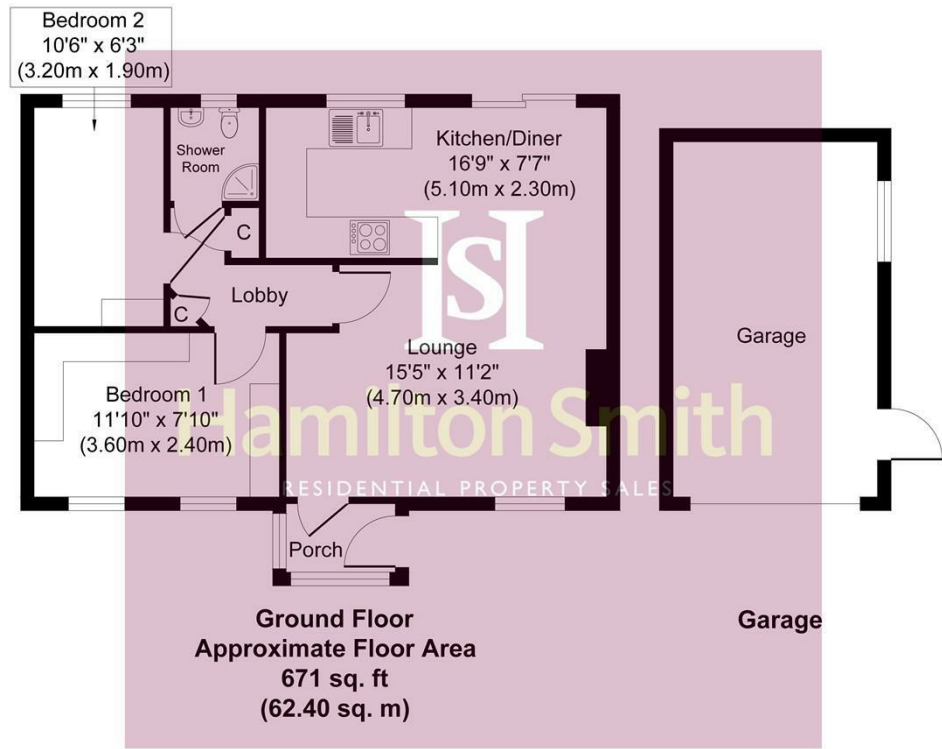 Bedroom 2
10'6" x 6'3"
(3.20m x 1.90m)
Shower
Room
Kitchen/Diner
16'9" x 7'7"
(5.10m x 2.30m)
C
C
Lobby
HS
Garage
Lounge
15'5" x 11'2"
(4.70m x 3.40m)
Bedroom 1
11'10" x 7'10"
(3.60m x 2.40m)
Hamilton Smith
RESIDENTIAL PROPERTY SALES
Porch
Ground Floor
Approximate Floor Area
671 sq. ft
(62.40 sq. m)
Garage